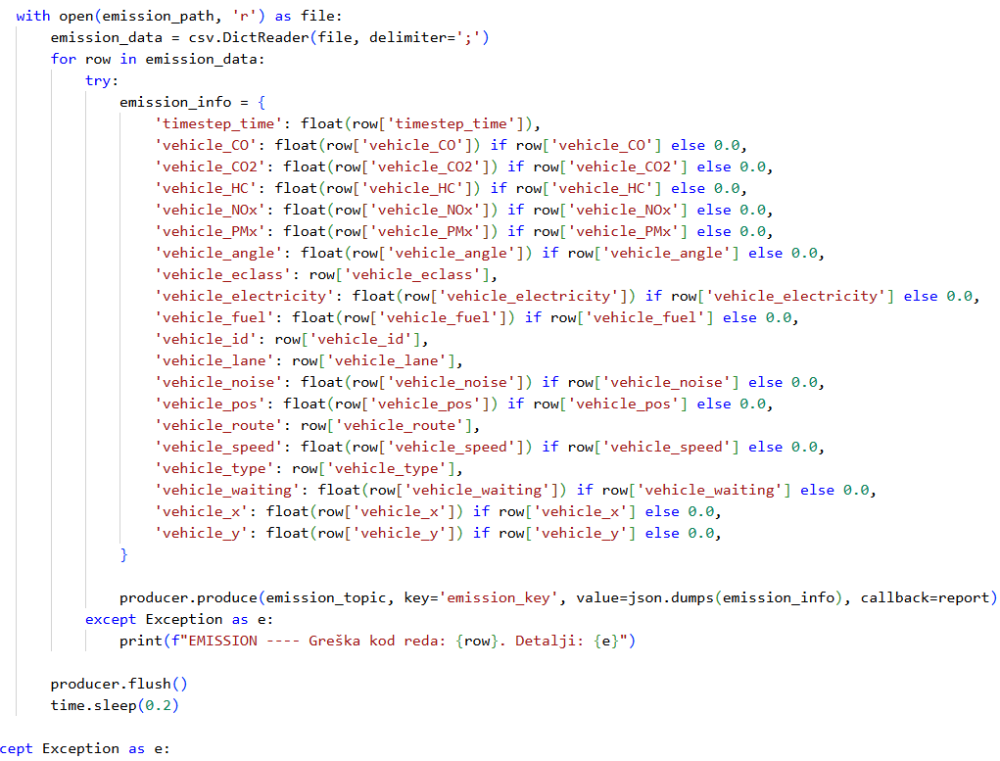 with open(emission_path, 'r') as file:
emission_data = csv.DictReader(file, delimiter=';')
for row in emission_data:
try:
emission_info = {
'timestep_time': float(row['timestep_time']),
'vehicle_CO': float(row['vehicle_CO']) if row['vehicle_CO'] else 0.0,
'vehicle_CO2': float(row['vehicle_CO2']) if row['vehicle_CO2'] else 0.0,
'vehicle_HC': float(row['vehicle_HC']) if row['vehicle_HC'] else 0.0,
'vehicle_NOx': float(row['vehicle_NOx']) if row['vehicle_NOx'] else 0.0,
'vehicle_PMx': float(row['vehicle_PMx']) if row['vehicle_PMx'] else 0.0,
'vehicle_angle': float(row['vehicle_angle']) if row['vehicle_angle'] else 0.0,
'vehicle_eclass': row['vehicle_eclass'],
'vehicle_electricity': float(row['vehicle_electricity']) if row['vehicle_electricity'] else 0.0,
'vehicle_fuel': float(row['vehicle_fuel']) if row['vehicle_fuel'] else 0.0,
'vehicle_id': row['vehicle_id'],
'vehicle_lane': row['vehicle_lane'],
'vehicle_noise': float(row['vehicle_noise']) if row['vehicle_noise'] else 0.0,
'vehicle_pos': float(row['vehicle_pos']) if row['vehicle_pos'] else 0.0,
'vehicle_route': row['vehicle_route'],
'vehicle_speed': float(row['vehicle_speed']) if row['vehicle_speed'] else 0.0,
'vehicle_type': row['vehicle_type'],
'vehicle_waiting': float(row['vehicle_waiting']) if row['vehicle_waiting'] else 0.0,
'vehicle_x': float(row['vehicle_x']) if row['vehicle_x'] else 0.0,
'vehicle_y': float(row['vehicle_y']) if row['vehicle_y'] else 0.0,
}
producer.produce(emission_topic, key='emission_key', value=json.dumps(emission_info), callback=report)
except Exception as e:
print(f"EMISSION ---- Greška kod reda: {row}. Detalji: {e}")
producer.flush()
time.sleep(0.2)
cept Exception as e: